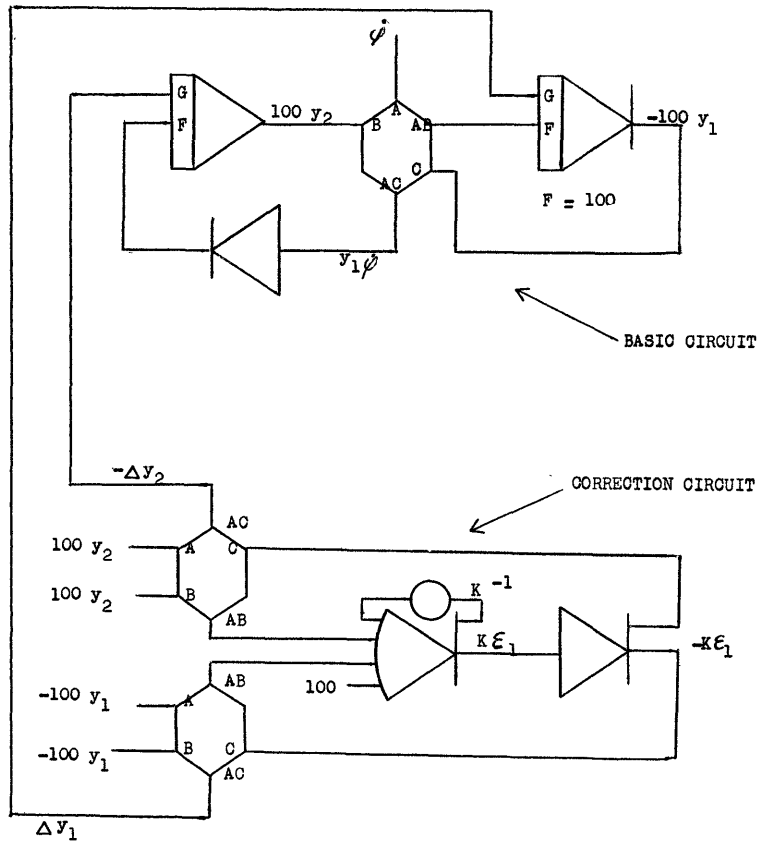 φ̇
G
F
100 y₂
B
A
AB
C
AC
G
F
-100 y₁
F = 100
y₁φ̇
BASIC CIRCUIT
-Δy₂
CORRECTION CIRCUIT
AC
100 y₂
A
C
100 y₂
B
AB
K⁻¹
Kε₁
-Kε₁
100
AB
-100 y₁
A
-100 y₁
B
C
AC
Δy₁